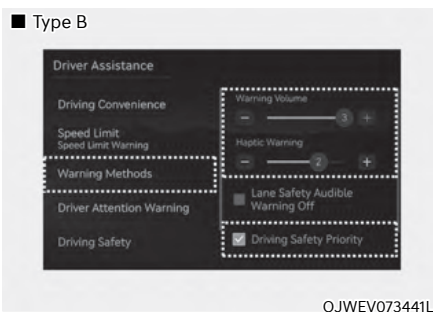 ■ Type B
Driver Assistance
Driving Convenience
Speed Limit
Speed Limit Warning
Warning Methods
Driver Attention Warning
Driving Safety
Warning Volume
− 3 +
Haptic Warning
− 2 +
Lane Safety Audible
Warning Off
Driving Safety Priority
OJWEV073441L